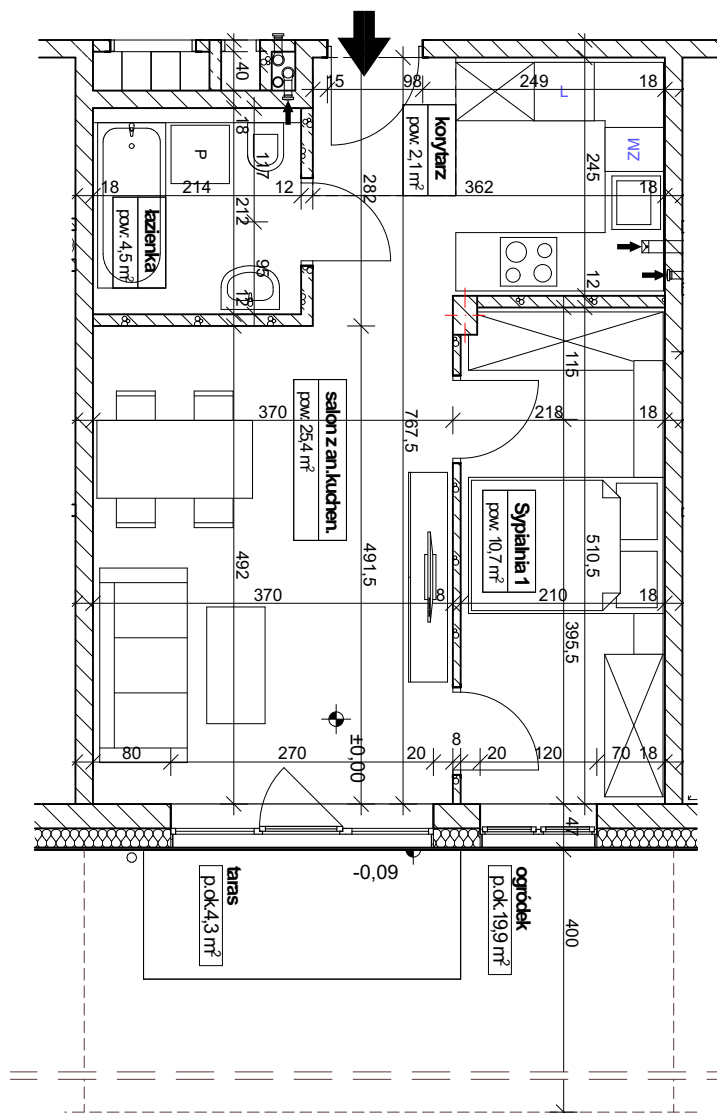 40
15
98
249
18
L
korytarz
pow. 2,1 m²
ZM
18
117
P
245
18
214
12
282
362
18
212
łazienka
pow. 4,5 m²
95
12
12
115
370
salon z an.kuchen.
pow. 25,4 m²
767,5
218
18
Sypialnia 1
pow. 10,7 m²
492
491,5
510,5
370
8
210
18
395,5
±0,00
80
270
20
8
20
120
70
18
47
-0,09
taras
p.ok.4,3 m²
ogródek
p.ok.19,9 m²
400